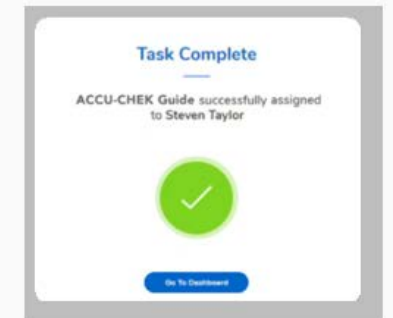 Task Complete
ACCU-CHEK Guide successfully assigned
to Steven Taylor
Go To Dashboard